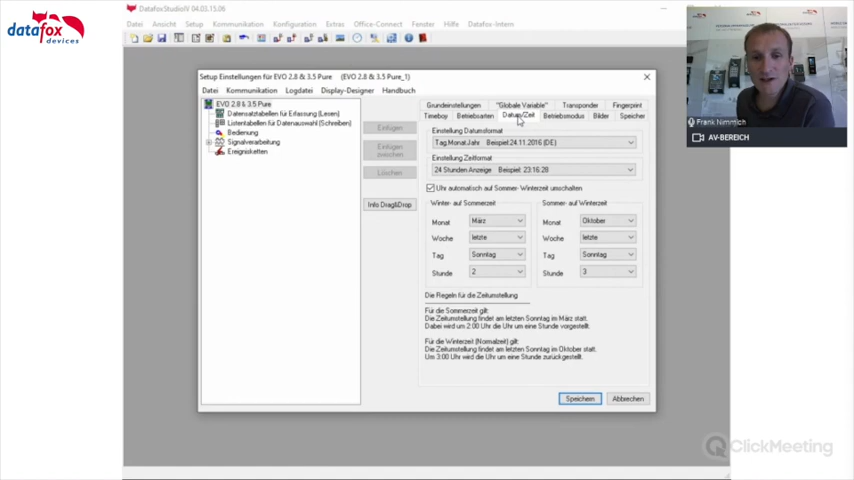 datafox
devices
DatafoxStudioIV 04.03.15.06
Datei Ansicht Setup Kommunikation Konfiguration Extras Office-Connect Fenster Hilfe Datafox-Intern
Setup Einstellungen für EVO 2.8 & 3.5 Pure (EVO 2.8 & 3.5 Pure_1)
Datei Kommunikation Logdatei Display-Designer Handbuch
EVO 2.8 & 3.5 Pure
Datensatztabellen für Erfassung (Lesen)
Listentabellen für Datenauswahl (Schreiben)
Bedienung
Signalverarbeitung
Ereignisketten
Einfügen
Einfügen
zwischen
Löschen
Info Drag&Drop
Grundeinstellungen "Globale Variable" Transponder Fingerprint
Timeboy Betriebsarten Datum/Zeit Betriebsmodus Bilder Speicher
Einstellung Datumsformat
Tag.Monat.Jahr Beispiel:24.11.2016 (DE)
Einstellung Zeitformat
24 Stunden Anzeige Beispiel: 23:16:28
Uhr automatisch auf Sommer- Winterzeit umschalten
Winter- auf Sommerzeit
Monat März
Woche letzte
Tag Sonntag
Stunde 2
Sommer- auf Winterzeit
Monat Oktober
Woche letzte
Tag Sonntag
Stunde 3
Die Regeln für die Zeitumstellung
Für die Sommerzeit gilt:
Die Zeitumstellung findet am letzten Sonntag im März statt.
Dabei wird um 2:00 Uhr die Uhr um eine Stunde vorgestellt.
Für die Winterzeit (Normalzeit) gilt:
Die Zeitumstellung findet am letzten Sonntag im Oktober statt.
Um 3:00 Uhr wird die Uhr um eine Stunde zurückgestellt.
Speichern Abbrechen
Frank Nimmich
AV-BEREICH
ClickMeeting